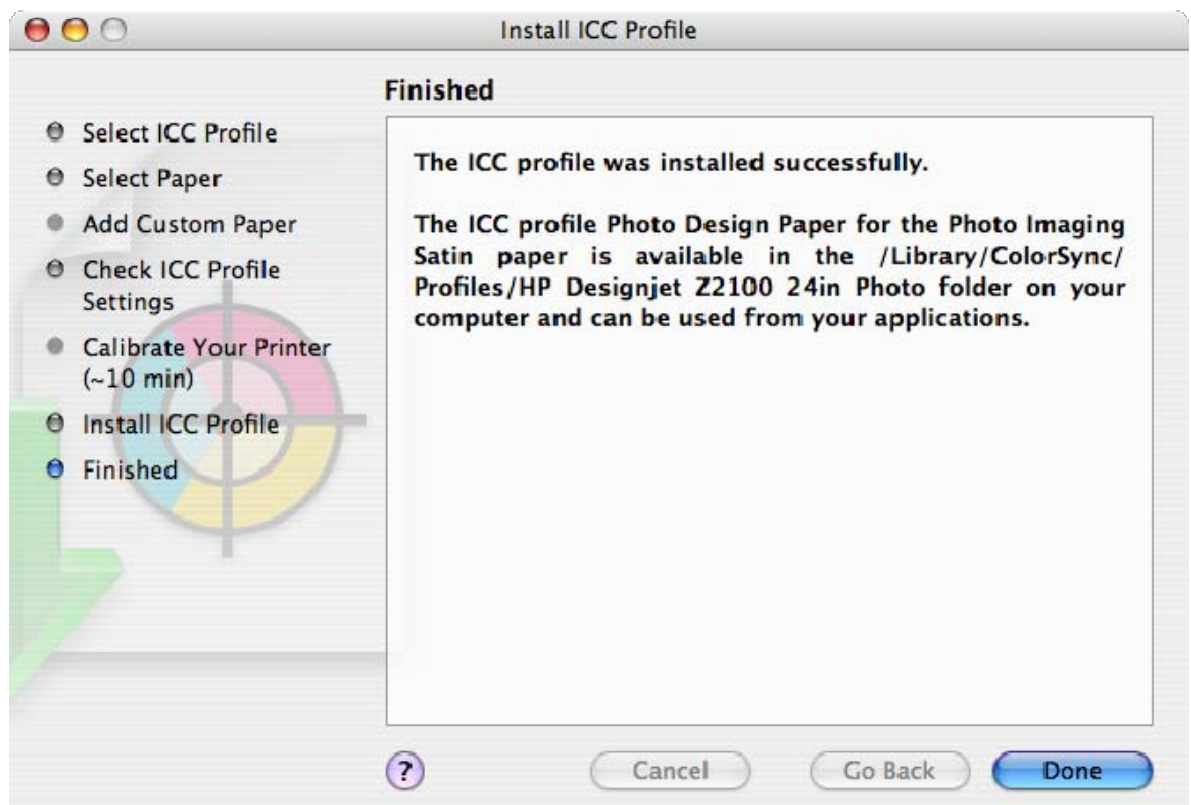 Install ICC Profile
Finished
Select ICC Profile
Select Paper
Add Custom Paper
Check ICC Profile
Settings
Calibrate Your Printer
(~10 min)
Install ICC Profile
Finished
The ICC profile was installed successfully.
The ICC profile Photo Design Paper for the Photo Imaging
Satin paper is available in the /Library/ColorSync/
Profiles/HP Designjet Z2100 24in Photo folder on your
computer and can be used from your applications.
?
Cancel
Go Back
Done